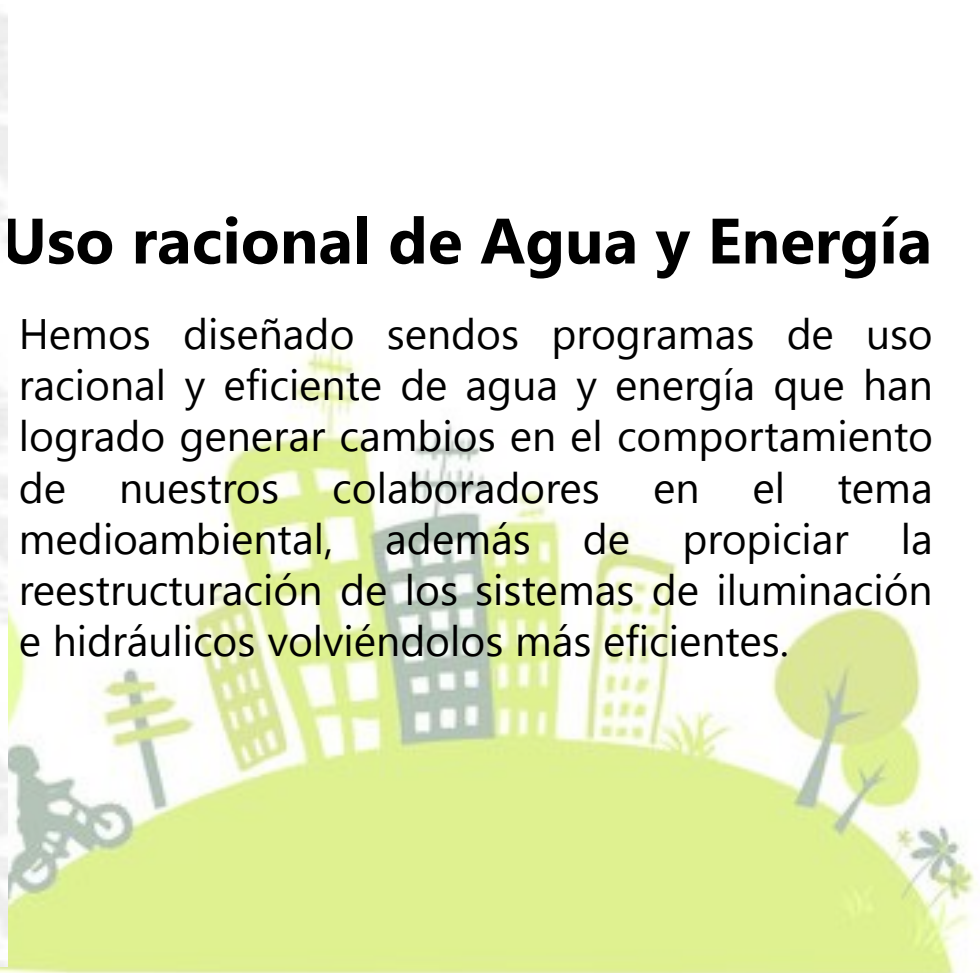 Uso racional de Agua y Energía
Hemos diseñado sendos programas de uso
racional y eficiente de agua y energía que han
logrado generar cambios en el comportamiento
de nuestros colaboradores en el tema
medioambiental, además de propiciar la
reestructuración de los sistemas de iluminación
e hidráulicos volviéndolos más eficientes.